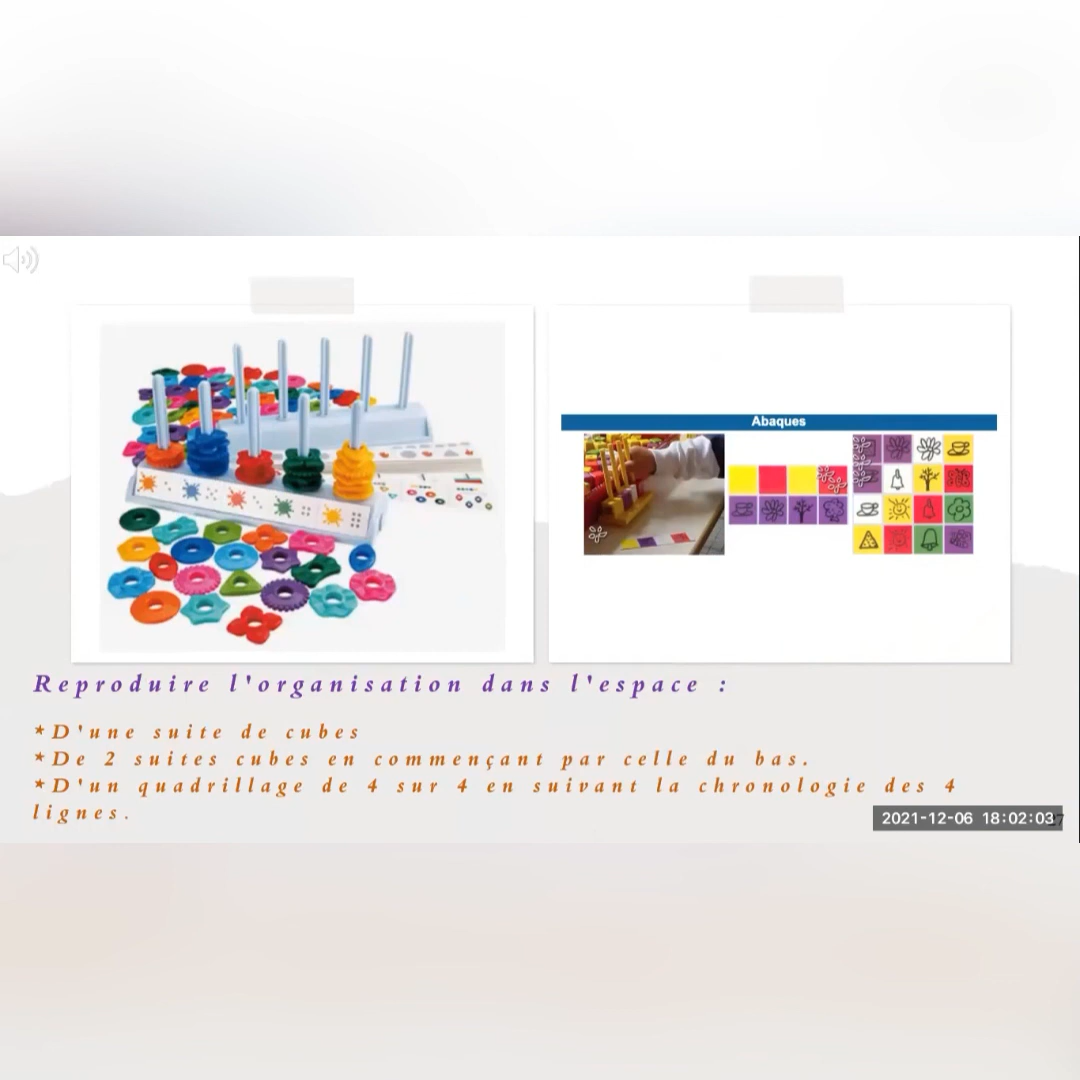 Abaques
Reproduire l'organisation dans l'espace :
*D'une suite de cubes
*De 2 suites cubes en commençant par celle du bas.
*D'un quadrillage de 4 sur 4 en suivant la chronologie des 4
lignes.
2021-12-06 18:02:03